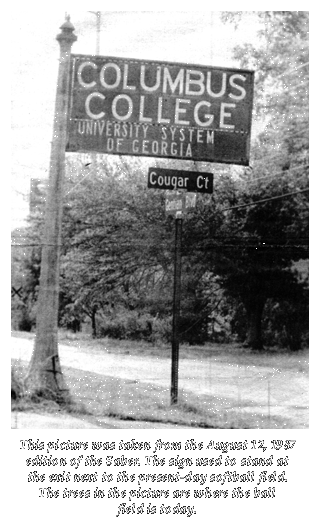 COLUMBUS
COLLEGE
UNIVERSITY SYSTEM
OF GEORGIA
Cougar Ct
This picture was taken from the August 12, 1987
edition of the Saber. The sign used to stand at
the exit next to the present-day softball field.
The trees in the picture are where the ball
field is today.